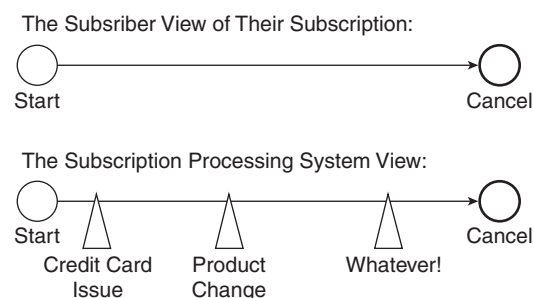 The Subsriber View of Their Subscription:
Start Cancel
The Subscription Processing System View:
Start Cancel
Credit Card Product Whatever!
Issue Change